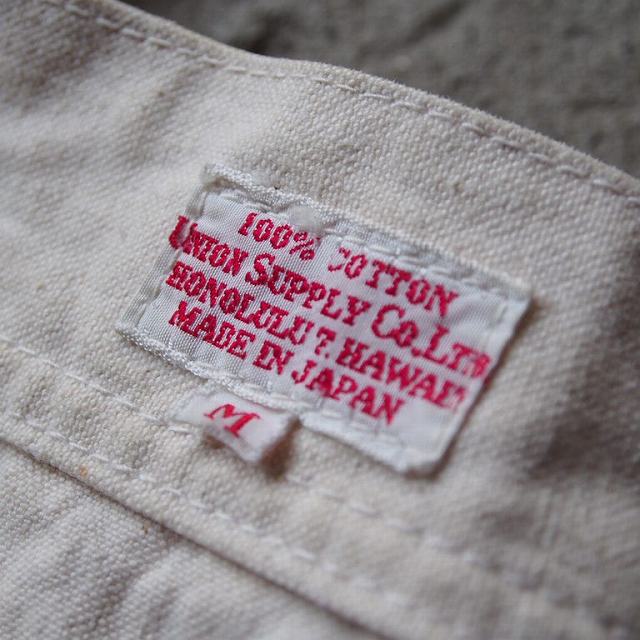 100% COTTON
UNION SUPPLY CO. LTD
HONOLULU T. HAWAII
MADE IN JAPAN
M